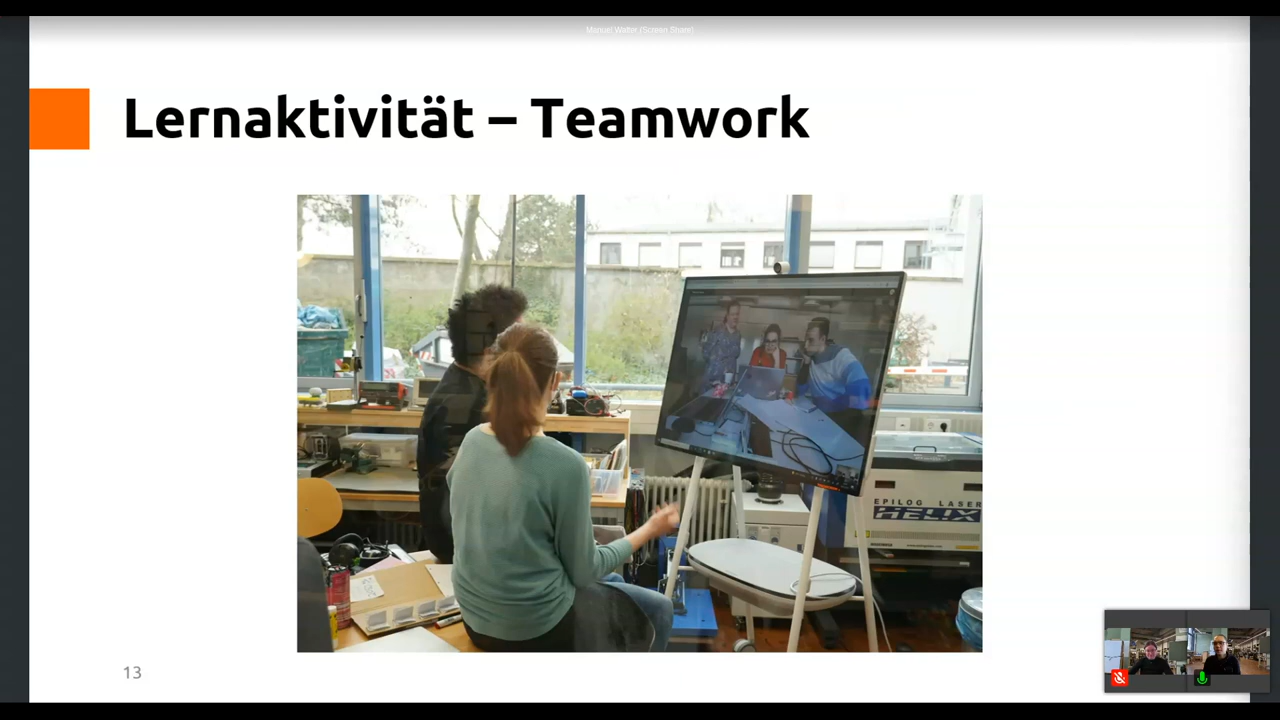 Manuel Walter (Screen Share)
Lernaktivität – Teamwork
EPILOG LASER
HELIX
13